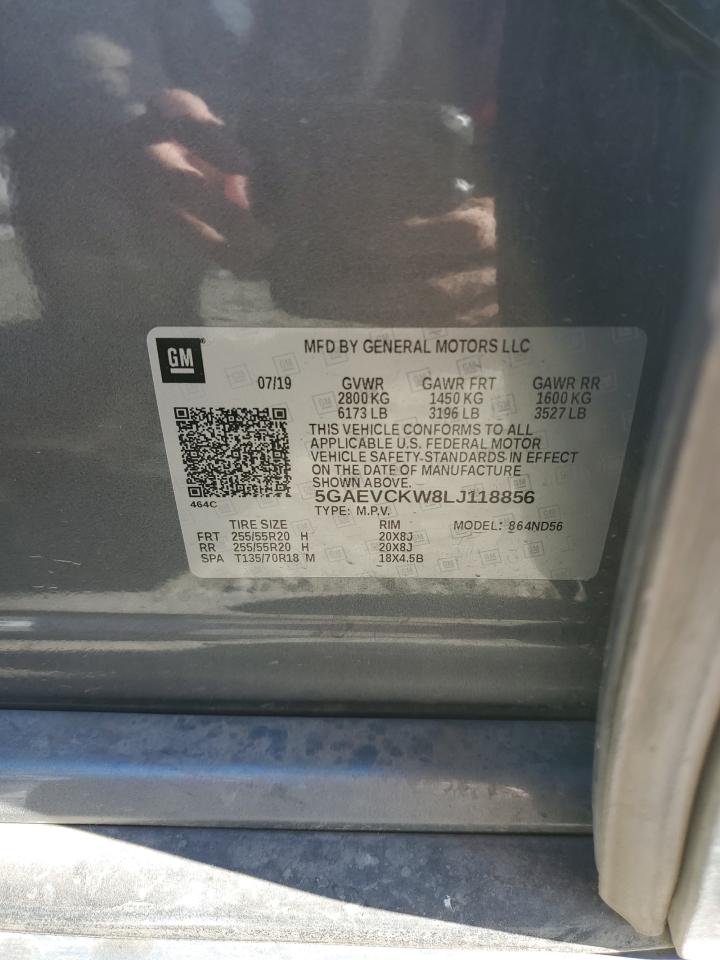 GM
MFD BY GENERAL MOTORS LLC
07/19 GVWR GAWR FRT GAWR RR
2800 KG 1450 KG 1600 KG
6173 LB 3196 LB 3527 LB
THIS VEHICLE CONFORMS TO ALL
APPLICABLE U.S. FEDERAL MOTOR
VEHICLE SAFETY STANDARDS IN EFFECT
ON THE DATE OF MANUFACTURE
SHOWN ABOVE.
464C
5GAEVCKW8LJ118856
TYPE: M.P.V.
TIRE SIZE RIM MODEL: 864ND56
FRT 255/55R20 H 20X8J
RR 255/55R20 H 20X8J
SPA T135/70R18 M 18X4.5B